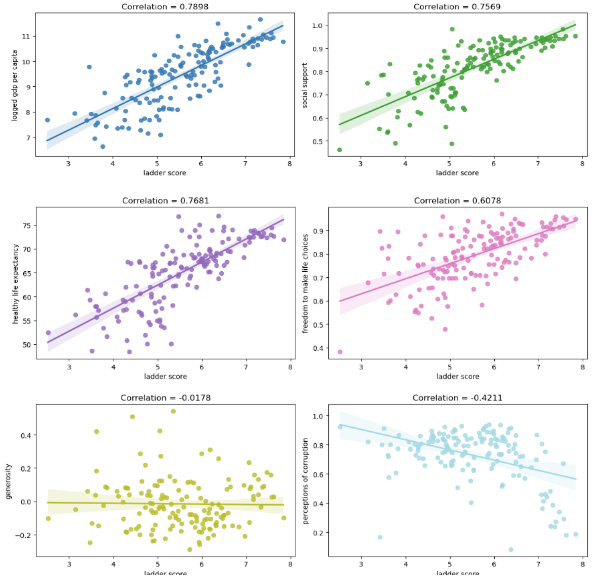 Correlation = 0.7898
logged gdp per capita
11
10
9
8
7
3 4 5 6 7 8
ladder score
Correlation = 0.7569
social support
1.0
0.9
0.8
0.7
0.6
0.5
3 4 5 6 7 8
ladder score
Correlation = 0.7681
healthy life expectancy
75
70
65
60
55
50
3 4 5 6 7 8
ladder score
Correlation = 0.6078
freedom to make life choices
0.9
0.8
0.7
0.6
0.5
0.4
3 4 5 6 7 8
ladder score
Correlation = -0.0178
generosity
0.4
0.2
0.0
−0.2
3 4 5 6 7 8
ladder score
Correlation = -0.4211
perceptions of corruption
1.0
0.8
0.6
0.4
0.2
3 4 5 6 7 8
ladder score